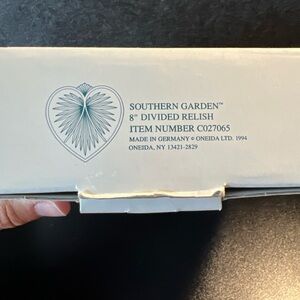 SOUTHERN GARDEN™
8" DIVIDED RELISH
ITEM NUMBER C027065
MADE IN GERMANY © ONEIDA LTD. 1994
ONEIDA, NY 13421-2829